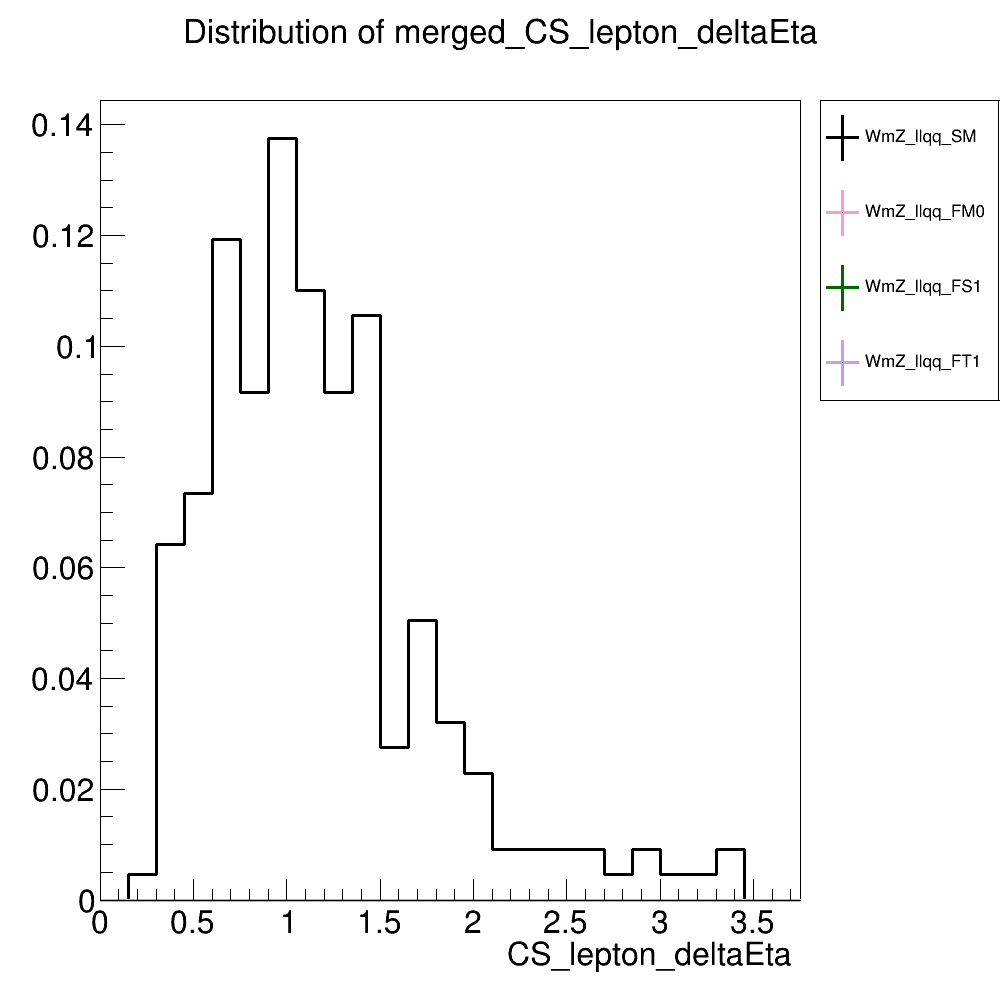 Distribution of merged_CS_lepton_deltaEta
0.14
0.12
0.1
0.08
0.06
0.04
0.02
0
0 0.5 1 1.5 2 2.5 3 3.5
CS_lepton_deltaEta
WmZ_llqq_SM
WmZ_llqq_FM0
WmZ_llqq_FS1
WmZ_llqq_FT1